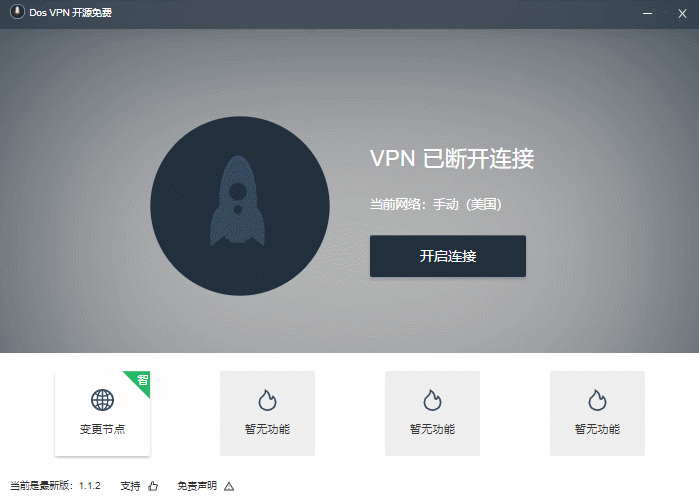 Dos VPN 开源免费
VPN 已断开连接
当前网络：手动（美国）
开启连接
智
变更节点
暂无功能
暂无功能
暂无功能
当前是最新版：1.1.2 支持 免责声明